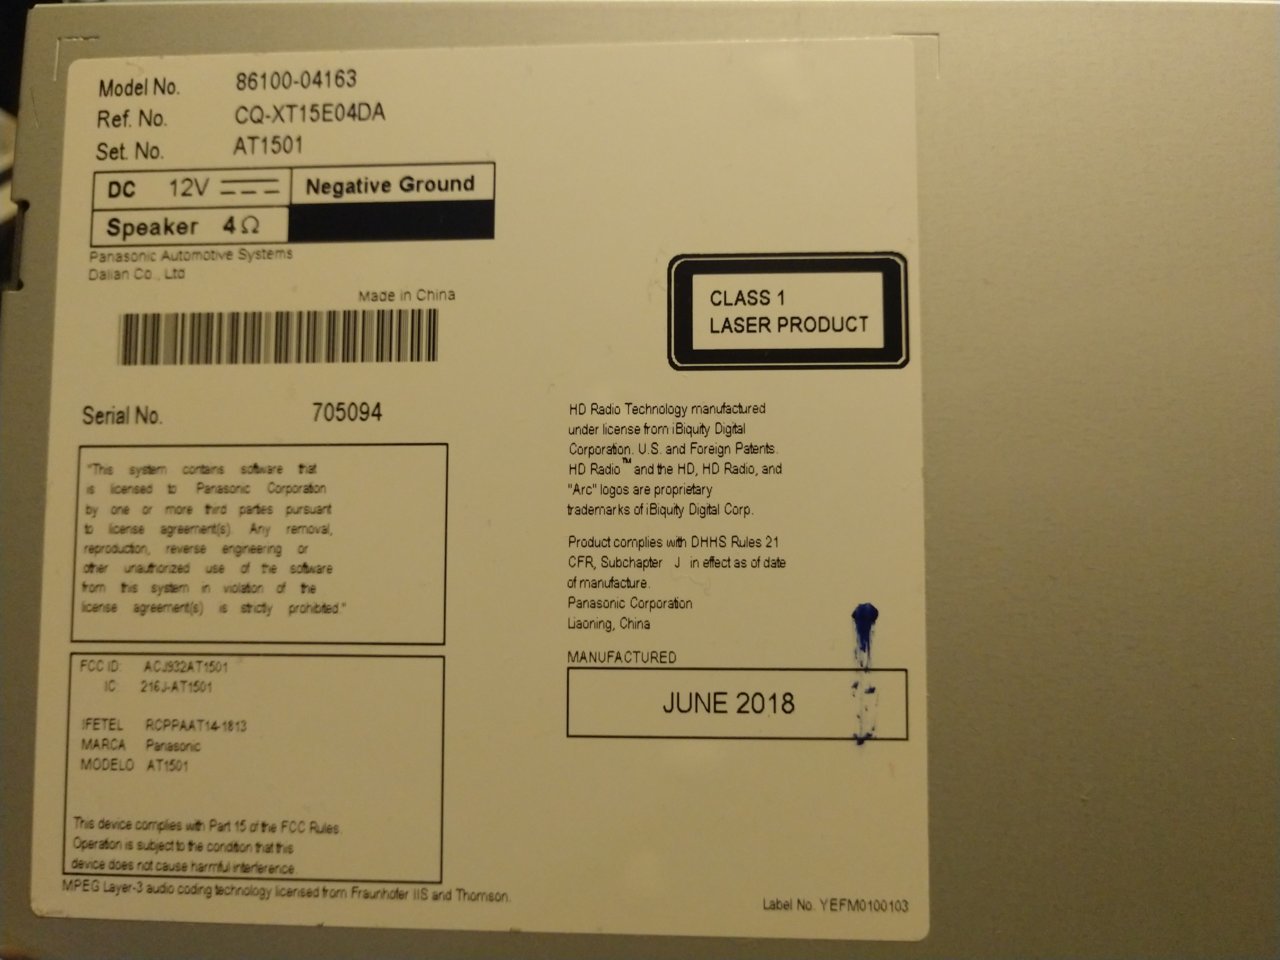 Model No. 86100-04163
Ref. No. CQ-XT15E04DA
Set. No. AT1501
DC 12V Negative Ground
Speaker 4Ω
Panasonic Automotive Systems
Dalian Co., Ltd
Made in China
CLASS 1
LASER PRODUCT
Serial No. 705094
"This system contains software that
is licensed to Panasonic Corporation
by one or more third parties pursuant
to license agreement(s). Any removal,
reproduction, reverse engineering or
other unauthorized use of the software
from this system in violation of the
license agreement(s) is strictly prohibited."
HD Radio Technology manufactured
under license from iBiquity Digital
Corporation. U.S. and Foreign Patents.
HD Radio™ and the HD, HD Radio, and
"Arc" logos are proprietary
trademarks of iBiquity Digital Corp.
Product complies with DHHS Rules 21
CFR, Subchapter J in effect as of date
of manufacture.
Panasonic Corporation
Liaoning, China
MANUFACTURED
JUNE 2018
FCC ID: ACJ932AT1501
IC: 216J-AT1501
IFETEL RCPPAAT14-1813
MARCA Panasonic
MODELO AT1501
This device complies with Part 15 of the FCC Rules
Operation is subject to the condition that this
device does not cause harmful interference.
MPEG Layer-3 audio coding technology licensed from Fraunhofer IIS and Thomson.
Label No. YEFM0100103